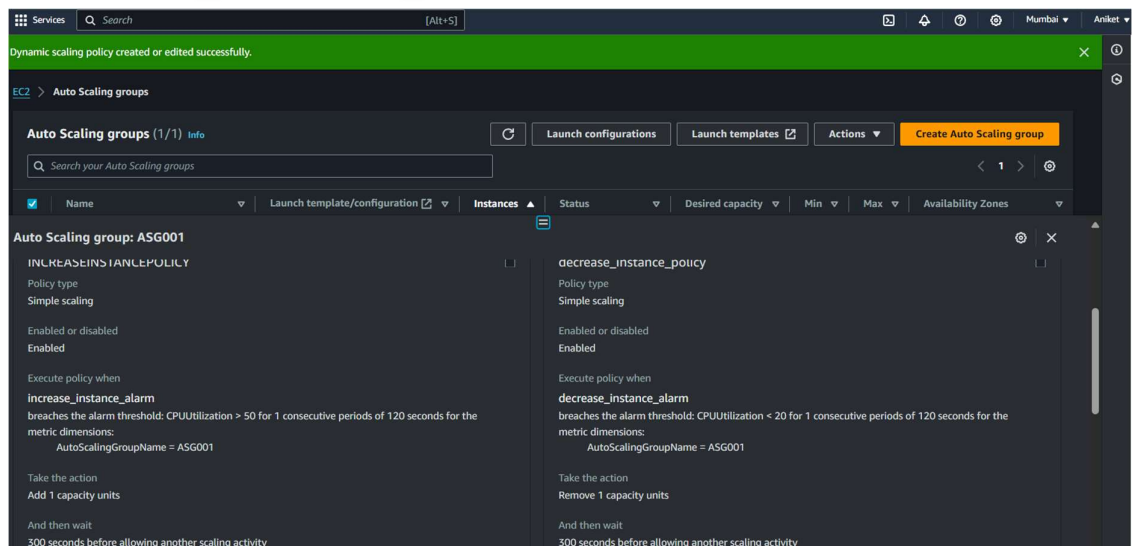 Services
Search
[Alt+S]
Mumbai
Aniket
Dynamic scaling policy created or edited successfully.
EC2 > Auto Scaling groups
Auto Scaling groups (1/1) Info
Launch configurations
Launch templates
Actions
Create Auto Scaling group
Search your Auto Scaling groups
1
Name
Launch template/configuration
Instances
Status
Desired capacity
Min
Max
Availability Zones
Auto Scaling group: ASG001
INCREASEINSTANCEPOLICY
Policy type
Simple scaling
Enabled or disabled
Enabled
Execute policy when
increase_instance_alarm
breaches the alarm threshold: CPUUtilization > 50 for 1 consecutive periods of 120 seconds for the
metric dimensions:
AutoScalingGroupName = ASG001
Take the action
Add 1 capacity units
And then wait
300 seconds before allowing another scaling activity
decrease_instance_policy
Policy type
Simple scaling
Enabled or disabled
Enabled
Execute policy when
decrease_instance_alarm
breaches the alarm threshold: CPUUtilization < 20 for 1 consecutive periods of 120 seconds for the
metric dimensions:
AutoScalingGroupName = ASG001
Take the action
Remove 1 capacity units
And then wait
300 seconds before allowing another scaling activity